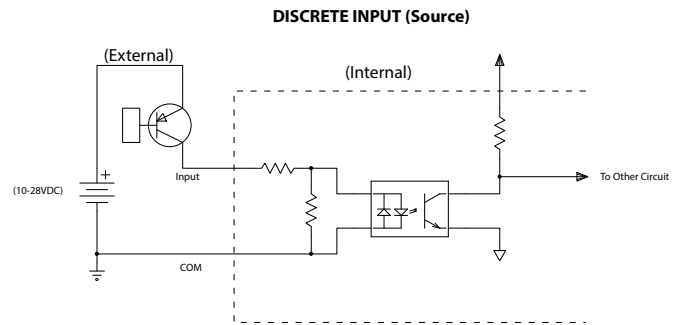 DISCRETE INPUT (Source)
(External)
(Internal)
Input
+
(10-28VDC)
To Other Circuit
COM